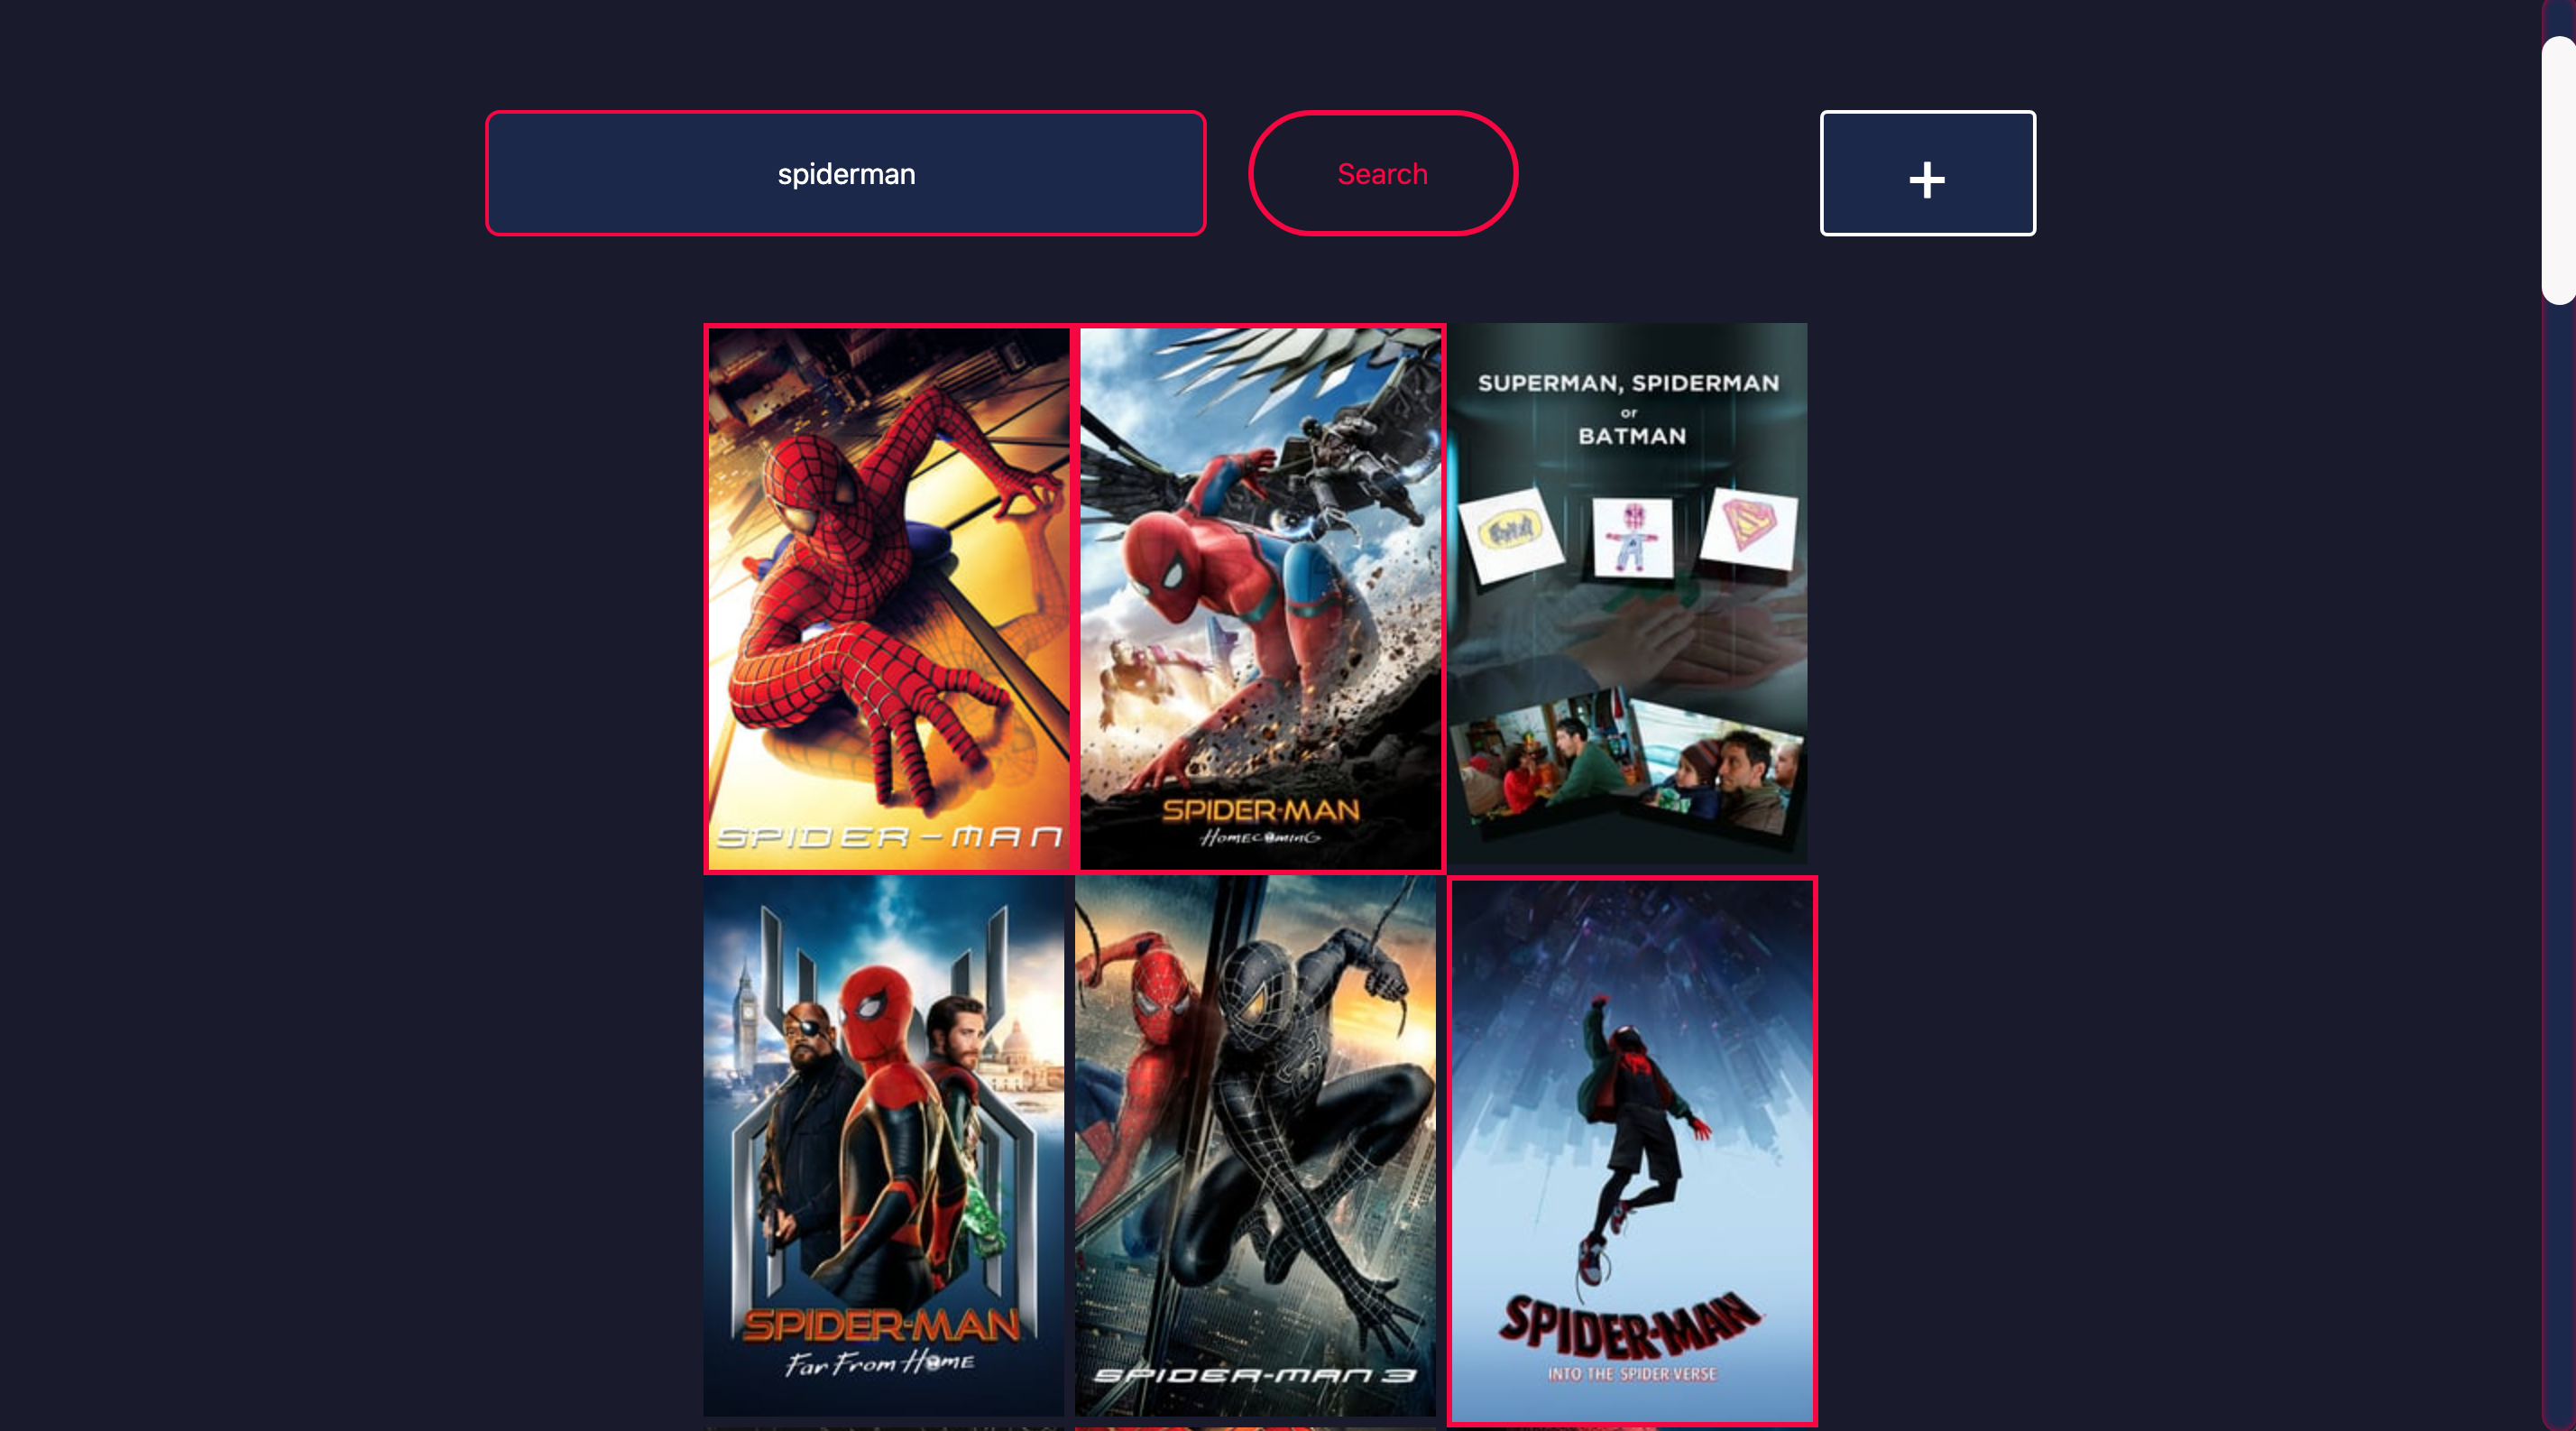 spiderman
Search
+
SPIDER-MAN
SPIDER-MAN
HOMECOMING
SUPERMAN, SPIDERMAN
or
BATMAN
SPIDER-MAN
Far From Home
SPIDER-MAN 3
SPIDER-MAN
INTO THE SPIDER-VERSE